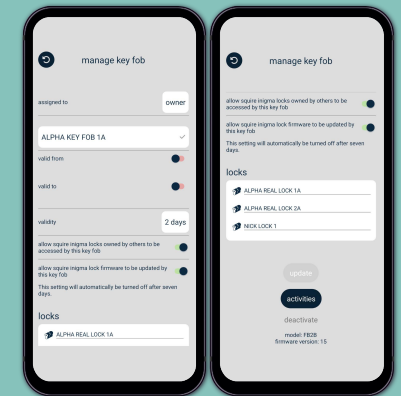 manage key fob
assigned to
owner
ALPHA KEY FOB 1A
valid from
valid to
validity
2 days
allow squire inigma locks owned by others to be
accessed by this key fob
allow squire inigma lock firmware to be updated by
this key fob
This setting will automatically be turned off after seven
days.
locks
ALPHA REAL LOCK 1A
manage key fob
allow squire inigma locks owned by others to be
accessed by this key fob
allow squire inigma lock firmware to be updated by
this key fob
This setting will automatically be turned off after seven
days.
locks
ALPHA REAL LOCK 1A
ALPHA REAL LOCK 2A
NICK LOCK 1
update
activities
deactivate
model: FB28
firmware version: 15